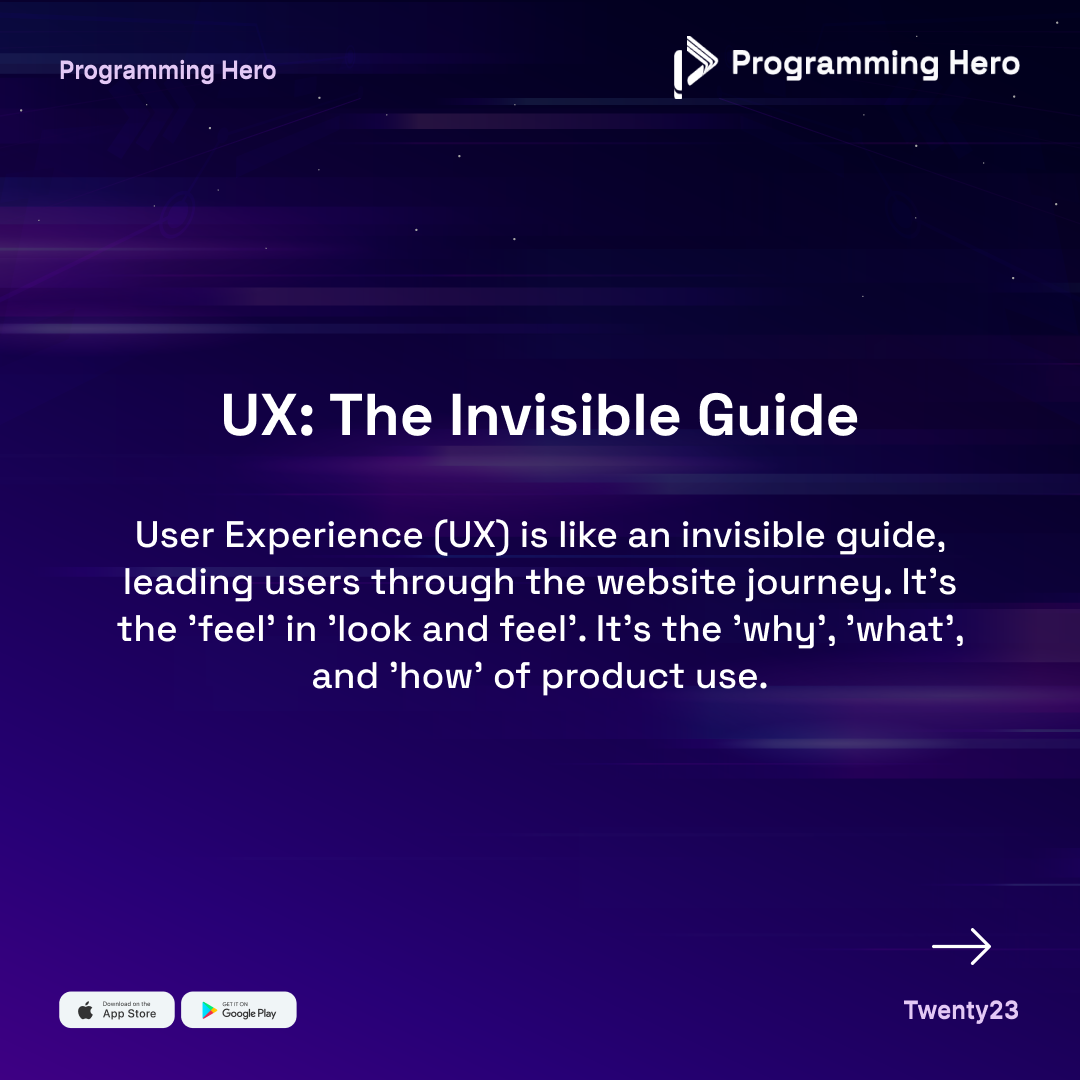 Programming Hero
Programming Hero
UX: The Invisible Guide
User Experience (UX) is like an invisible guide,
leading users through the website journey. It's
the ’feel’ in ’look and feel’. It's the ’why’, ’what’,
and ’how’ of product use.
Download on the
App Store
GET IT ON
Google Play
Twenty23